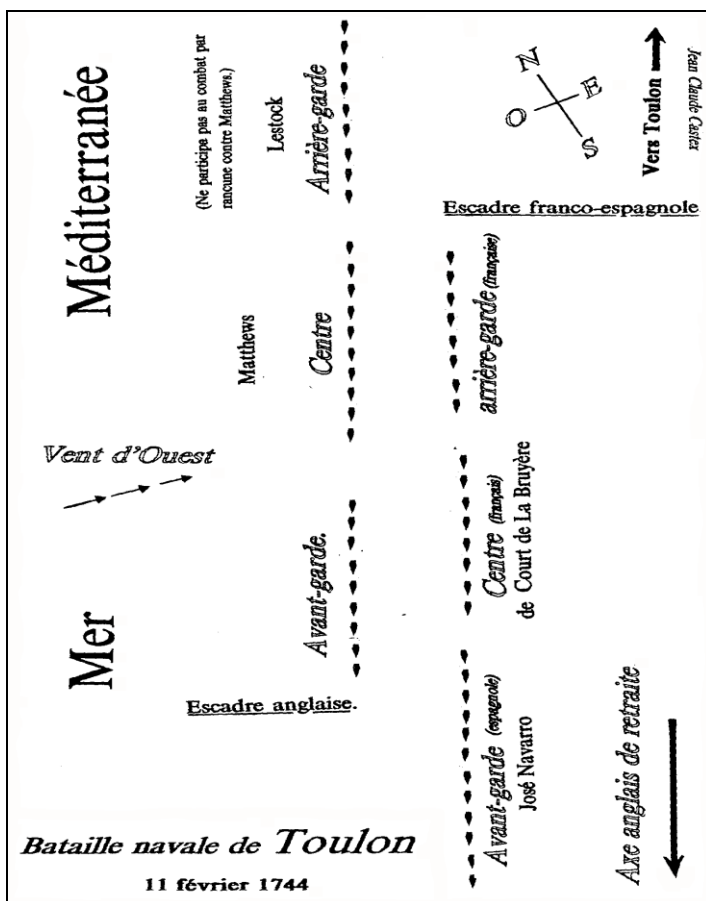 Mer Méditerranée
(Ne participa pas au combat par
rancune contre Matthews.)
Lestock
Arrière-garde
N
E
O
S
Vers Toulon
Jean Claude Castex
Escadre franco-espagnole
Matthews
Centre
arrière-garde (française)
Vent d'Ouest
Avant-garde.
Centre (français)
de Court de La Bruyère
Escadre anglaise.
Avant-garde (espagnole)
José Navarro
Axe anglais de retraite
Bataille navale de Toulon
11 février 1744